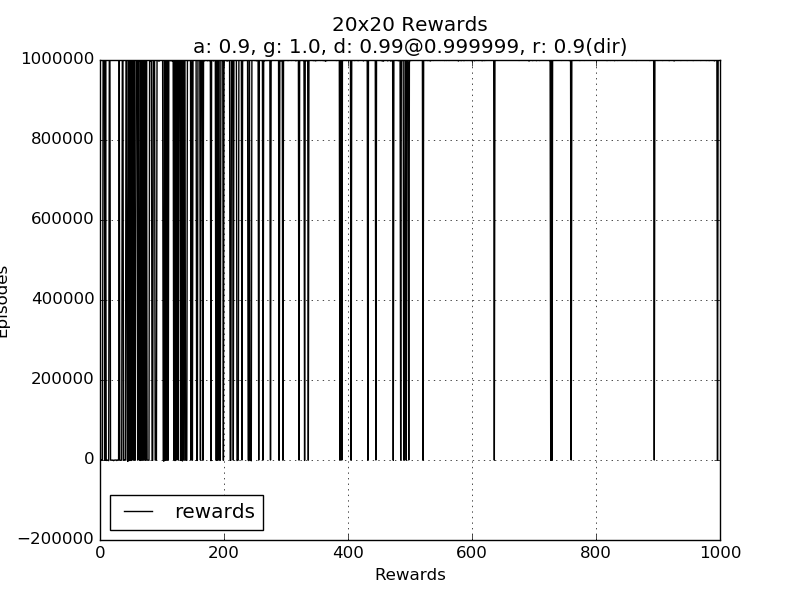 20x20 Rewards
a: 0.9, g: 1.0, d: 0.99@0.999999, r: 0.9(dir)
1000000
800000
600000
400000
200000
0
−200000
Episodes
rewards
0 200 400 600 800 1000
Rewards